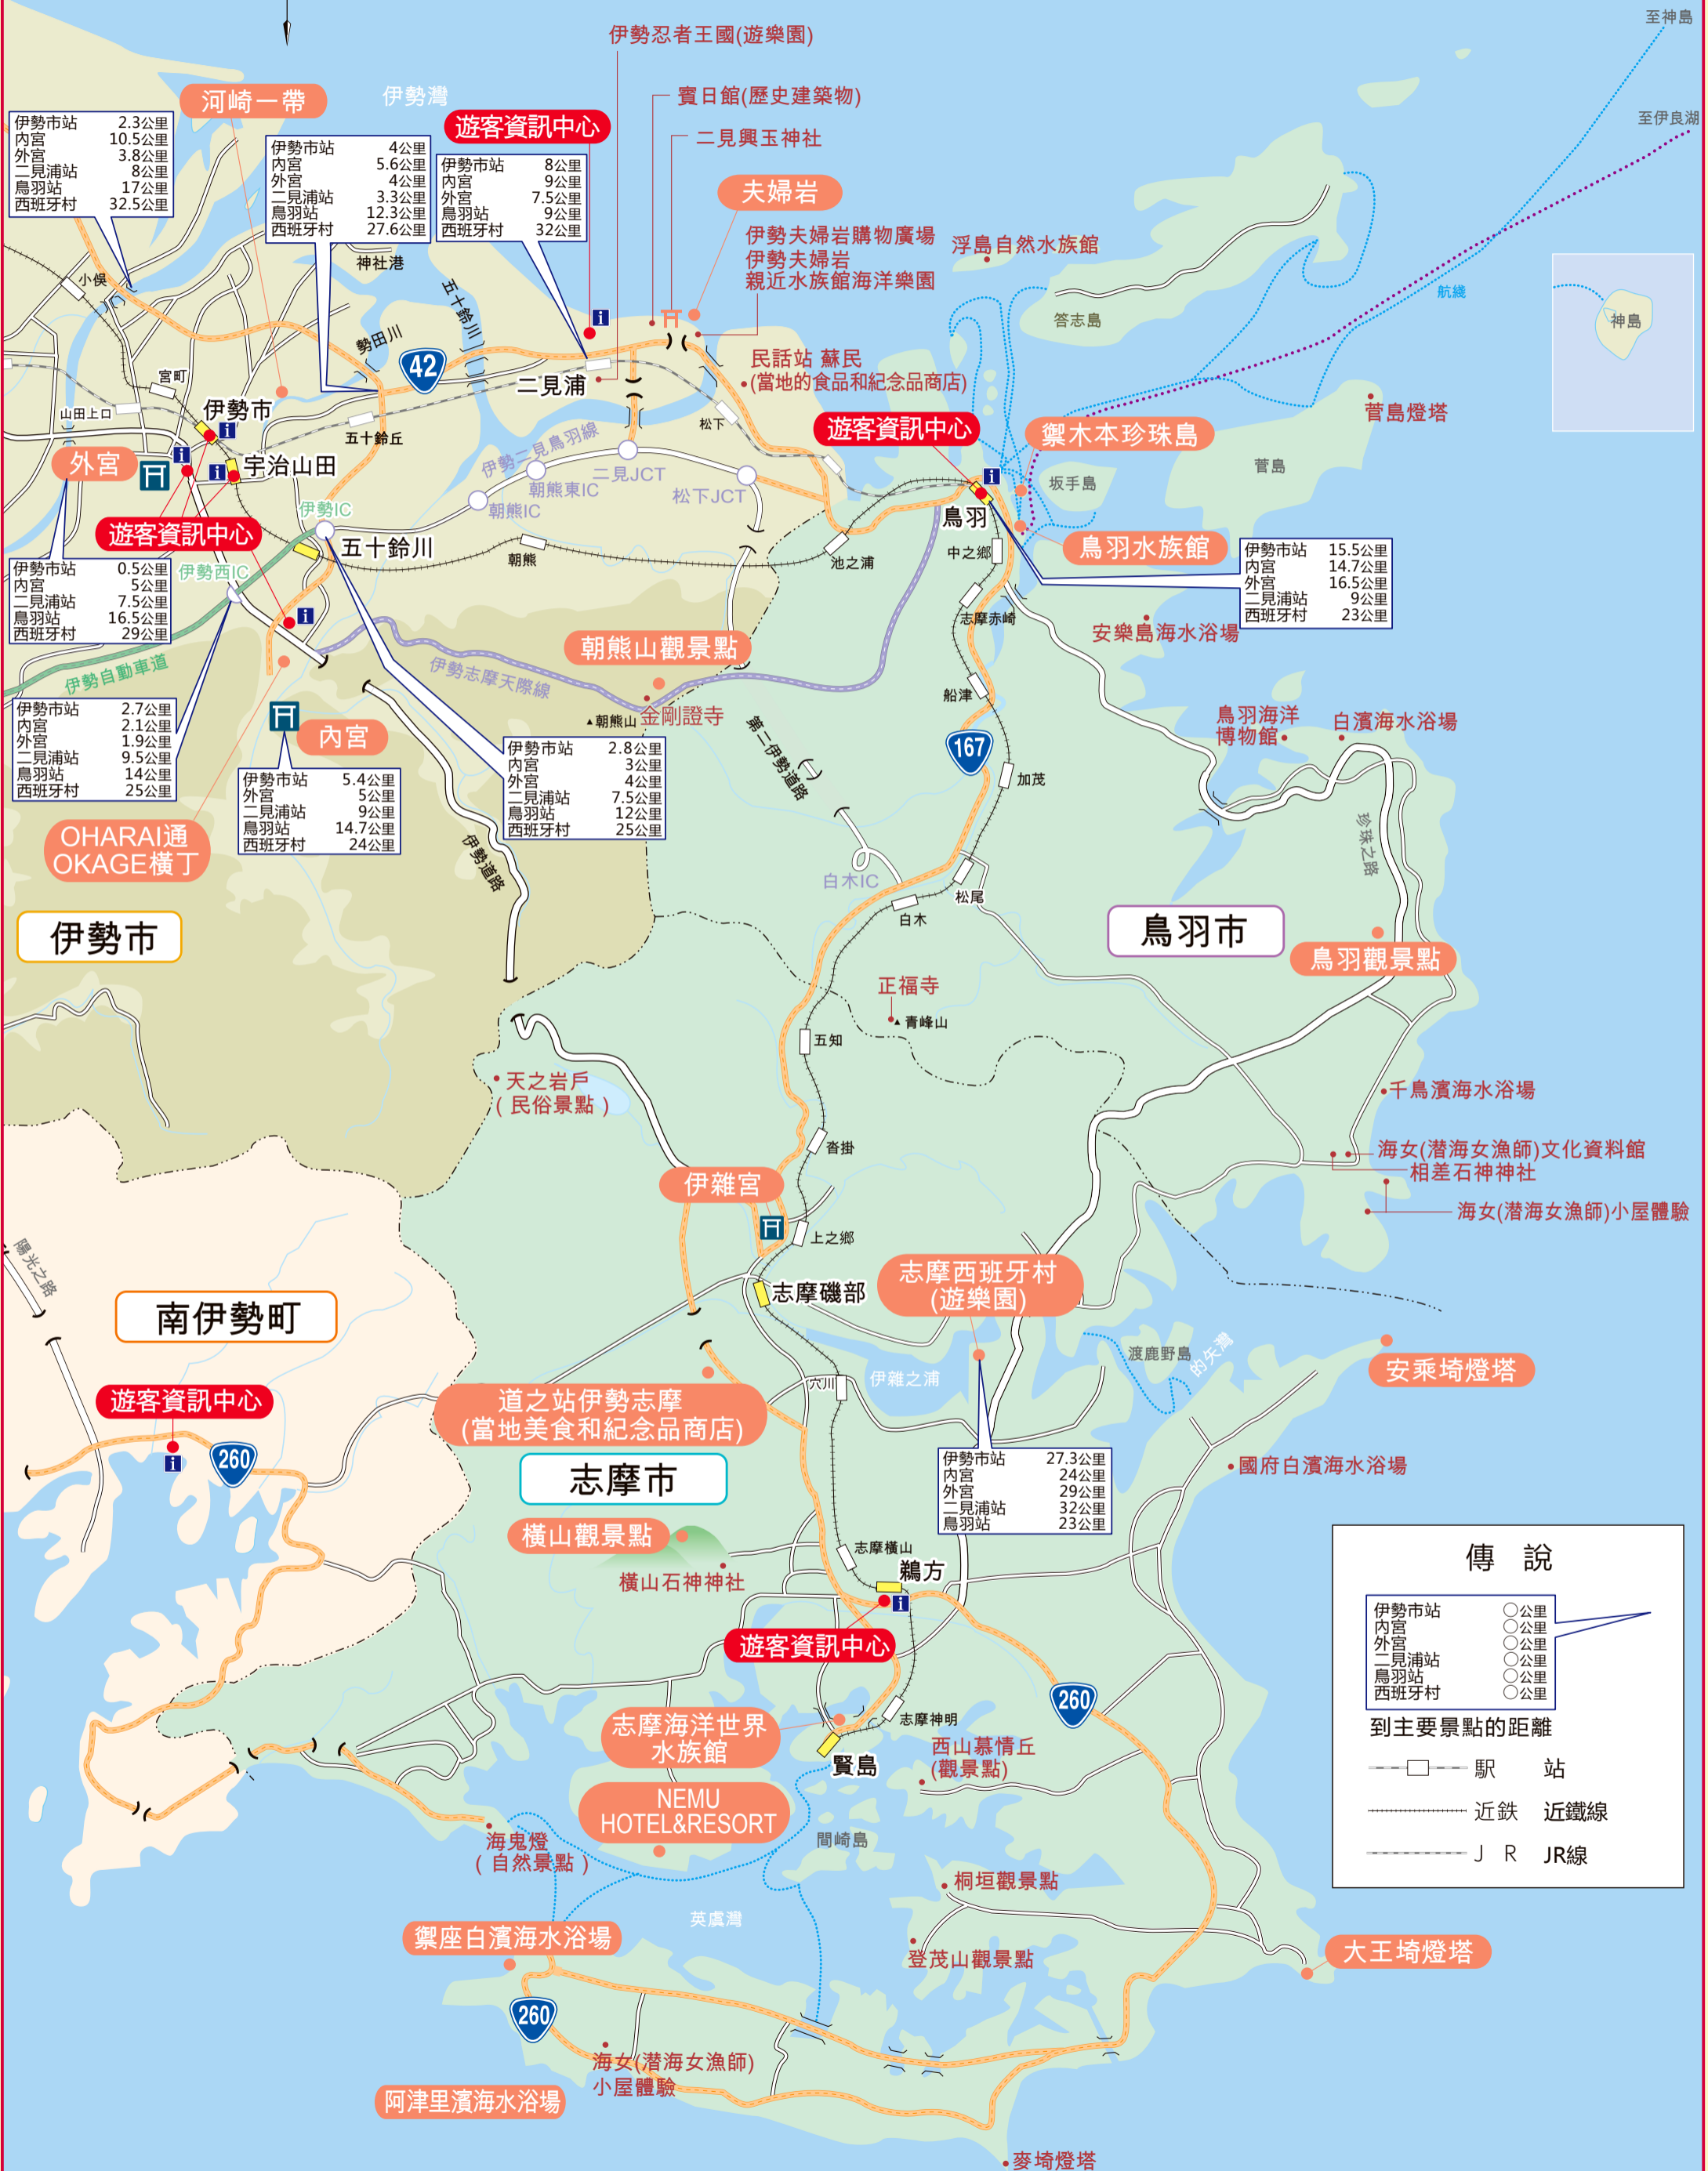 至神島
伊勢忍者王國(遊樂園)
河崎一帶
伊勢灣
賓日館(歷史建築物)
至伊良湖
遊客資訊中心
二見興玉神社
伊勢市站 2.3公里
內宮 10.5公里
外宮 3.8公里
二見浦站 8公里
鳥羽站 17公里
西班牙村 32.5公里
伊勢市站 4公里
內宮 5.6公里
外宮 4公里
二見浦站 3.3公里
鳥羽站 12.3公里
西班牙村 27.6公里
伊勢市站 8公里
內宮 9公里
外宮 7.5公里
鳥羽站 9公里
西班牙村 32公里
夫婦岩
伊勢夫婦岩購物廣場
伊勢夫婦岩
親近水族館海洋樂園
浮島自然水族館
神社港
小俣
五十鈴川
勢田川
航綫
答志島
神島
42
二見浦
民話站 蘇民
(當地的食品和紀念品商店)
宮町
山田上口
伊勢市
五十鈴丘
松下
菅島燈塔
遊客資訊中心
禦木本珍珠島
外宮
宇治山田
伊勢二見鳥羽線
朝熊東IC
二見JCT
松下JCT
朝熊IC
坂手島
菅島
伊勢IC
遊客資訊中心
五十鈴川
鳥羽
鳥羽水族館
朝熊
池之浦
中之鄉
伊勢市站 15.5公里
內宮 14.7公里
外宮 16.5公里
二見浦站 9公里
西班牙村 23公里
伊勢市站 0.5公里
內宮 5公里
二見浦站 7.5公里
鳥羽站 16.5公里
西班牙村 29公里
伊勢西IC
志摩赤崎
安樂島海水浴場
朝熊山觀景點
伊勢自動車道
伊勢志摩天際線
船津
伊勢市站 2.7公里
內宮 2.1公里
外宮 1.9公里
二見浦站 9.5公里
鳥羽站 14公里
西班牙村 25公里
內宮
朝熊山
金剛證寺
第二伊勢道路
167
鳥羽海洋
博物館
白濱海水浴場
伊勢市站 5.4公里
外宮 5公里
二見浦站 9公里
鳥羽站 14.7公里
西班牙村 24公里
伊勢市站 2.8公里
內宮 3公里
外宮 4公里
二見浦站 7.5公里
鳥羽站 12公里
西班牙村 25公里
加茂
OHARAI通
OKAGE橫丁
伊勢道路
白木IC
松尾
珍珠之路
白木
伊勢市
鳥羽市
鳥羽觀景點
正福寺
青峰山
五知
天之岩戶
( 民俗景點 )
千鳥濱海水浴場
沓掛
海女(潛海女漁師)文化資料館
相差石神神社
伊雜宮
海女(潛海女漁師)小屋體驗
上之鄉
陽光之路
志摩磯部
志摩西班牙村
(遊樂園)
南伊勢町
渡鹿野島
的矢灣
安乘埼燈塔
伊雜之浦
穴川
遊客資訊中心
道之站伊勢志摩
(當地美食和紀念品商店)
260
志摩市
伊勢市站 27.3公里
內宮 24公里
外宮 29公里
二見浦站 32公里
鳥羽站 23公里
國府白濱海水浴場
橫山觀景點
志摩橫山
橫山石神神社
鵜方
遊客資訊中心
傳 說
伊勢市站 ○公里
內宮 ○公里
外宮 ○公里
二見浦站 ○公里
鳥羽站 ○公里
西班牙村 ○公里
到主要景點的距離
駅 站
近鉄 近鐵線
J R JR線
260
志摩海洋世界
水族館
志摩神明
賢島
西山慕情丘
(觀景點)
NEMU
HOTEL&RESORT
間崎島
海鬼燈
( 自然景點 )
桐垣觀景點
英虞灣
禦座白濱海水浴場
登茂山觀景點
大王埼燈塔
260
海女(潛海女漁師)
小屋體驗
阿津里濱海水浴場
麥埼燈塔